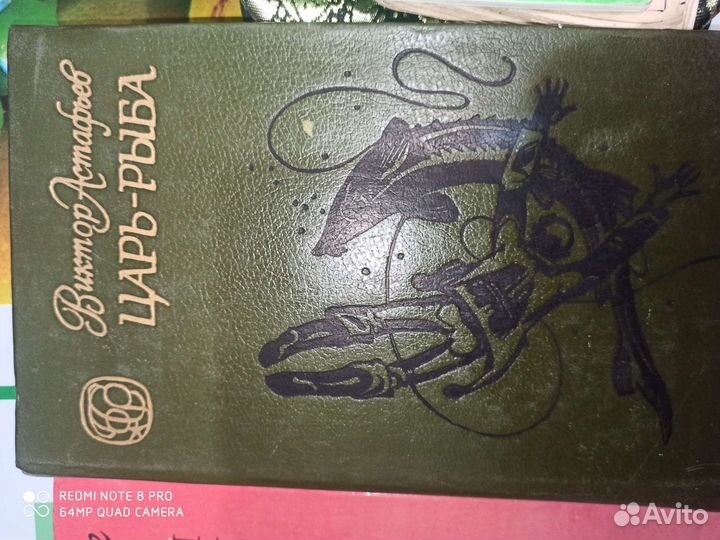 Виктор Астафьев
ЦАРЬ-РЫБА
REDMI NOTE 8 PRO
64MP QUAD CAMERA
Avito